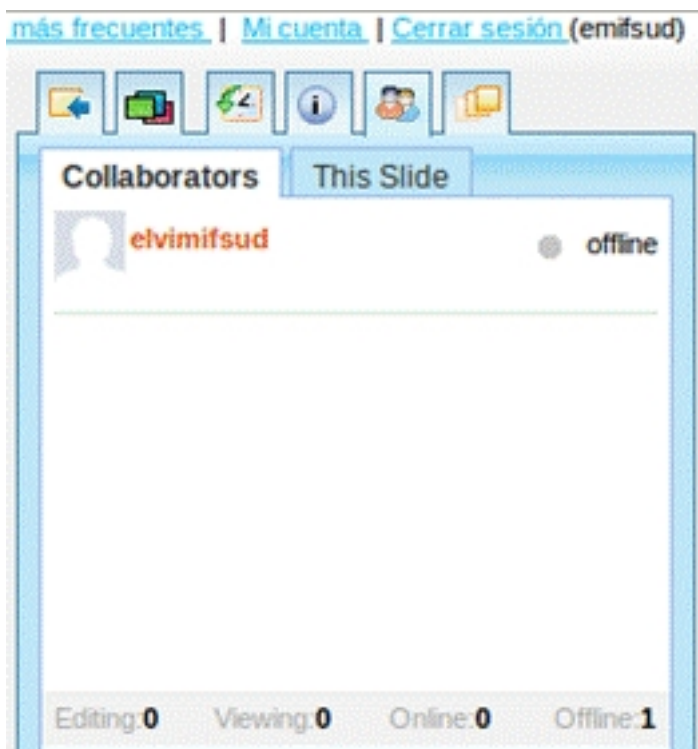 más frecuentes | Mi cuenta | Cerrar sesión (emifsud)
Collaborators This Slide
elvimifsud offline
Editing:0 Viewing:0 Online:0 Offline:1